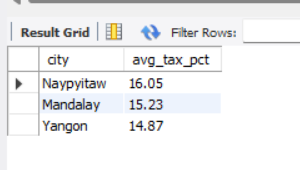 Result Grid Filter Rows:
city avg_tax_pct
Naypyitaw 16.05
Mandalay 15.23
Yangon 14.87